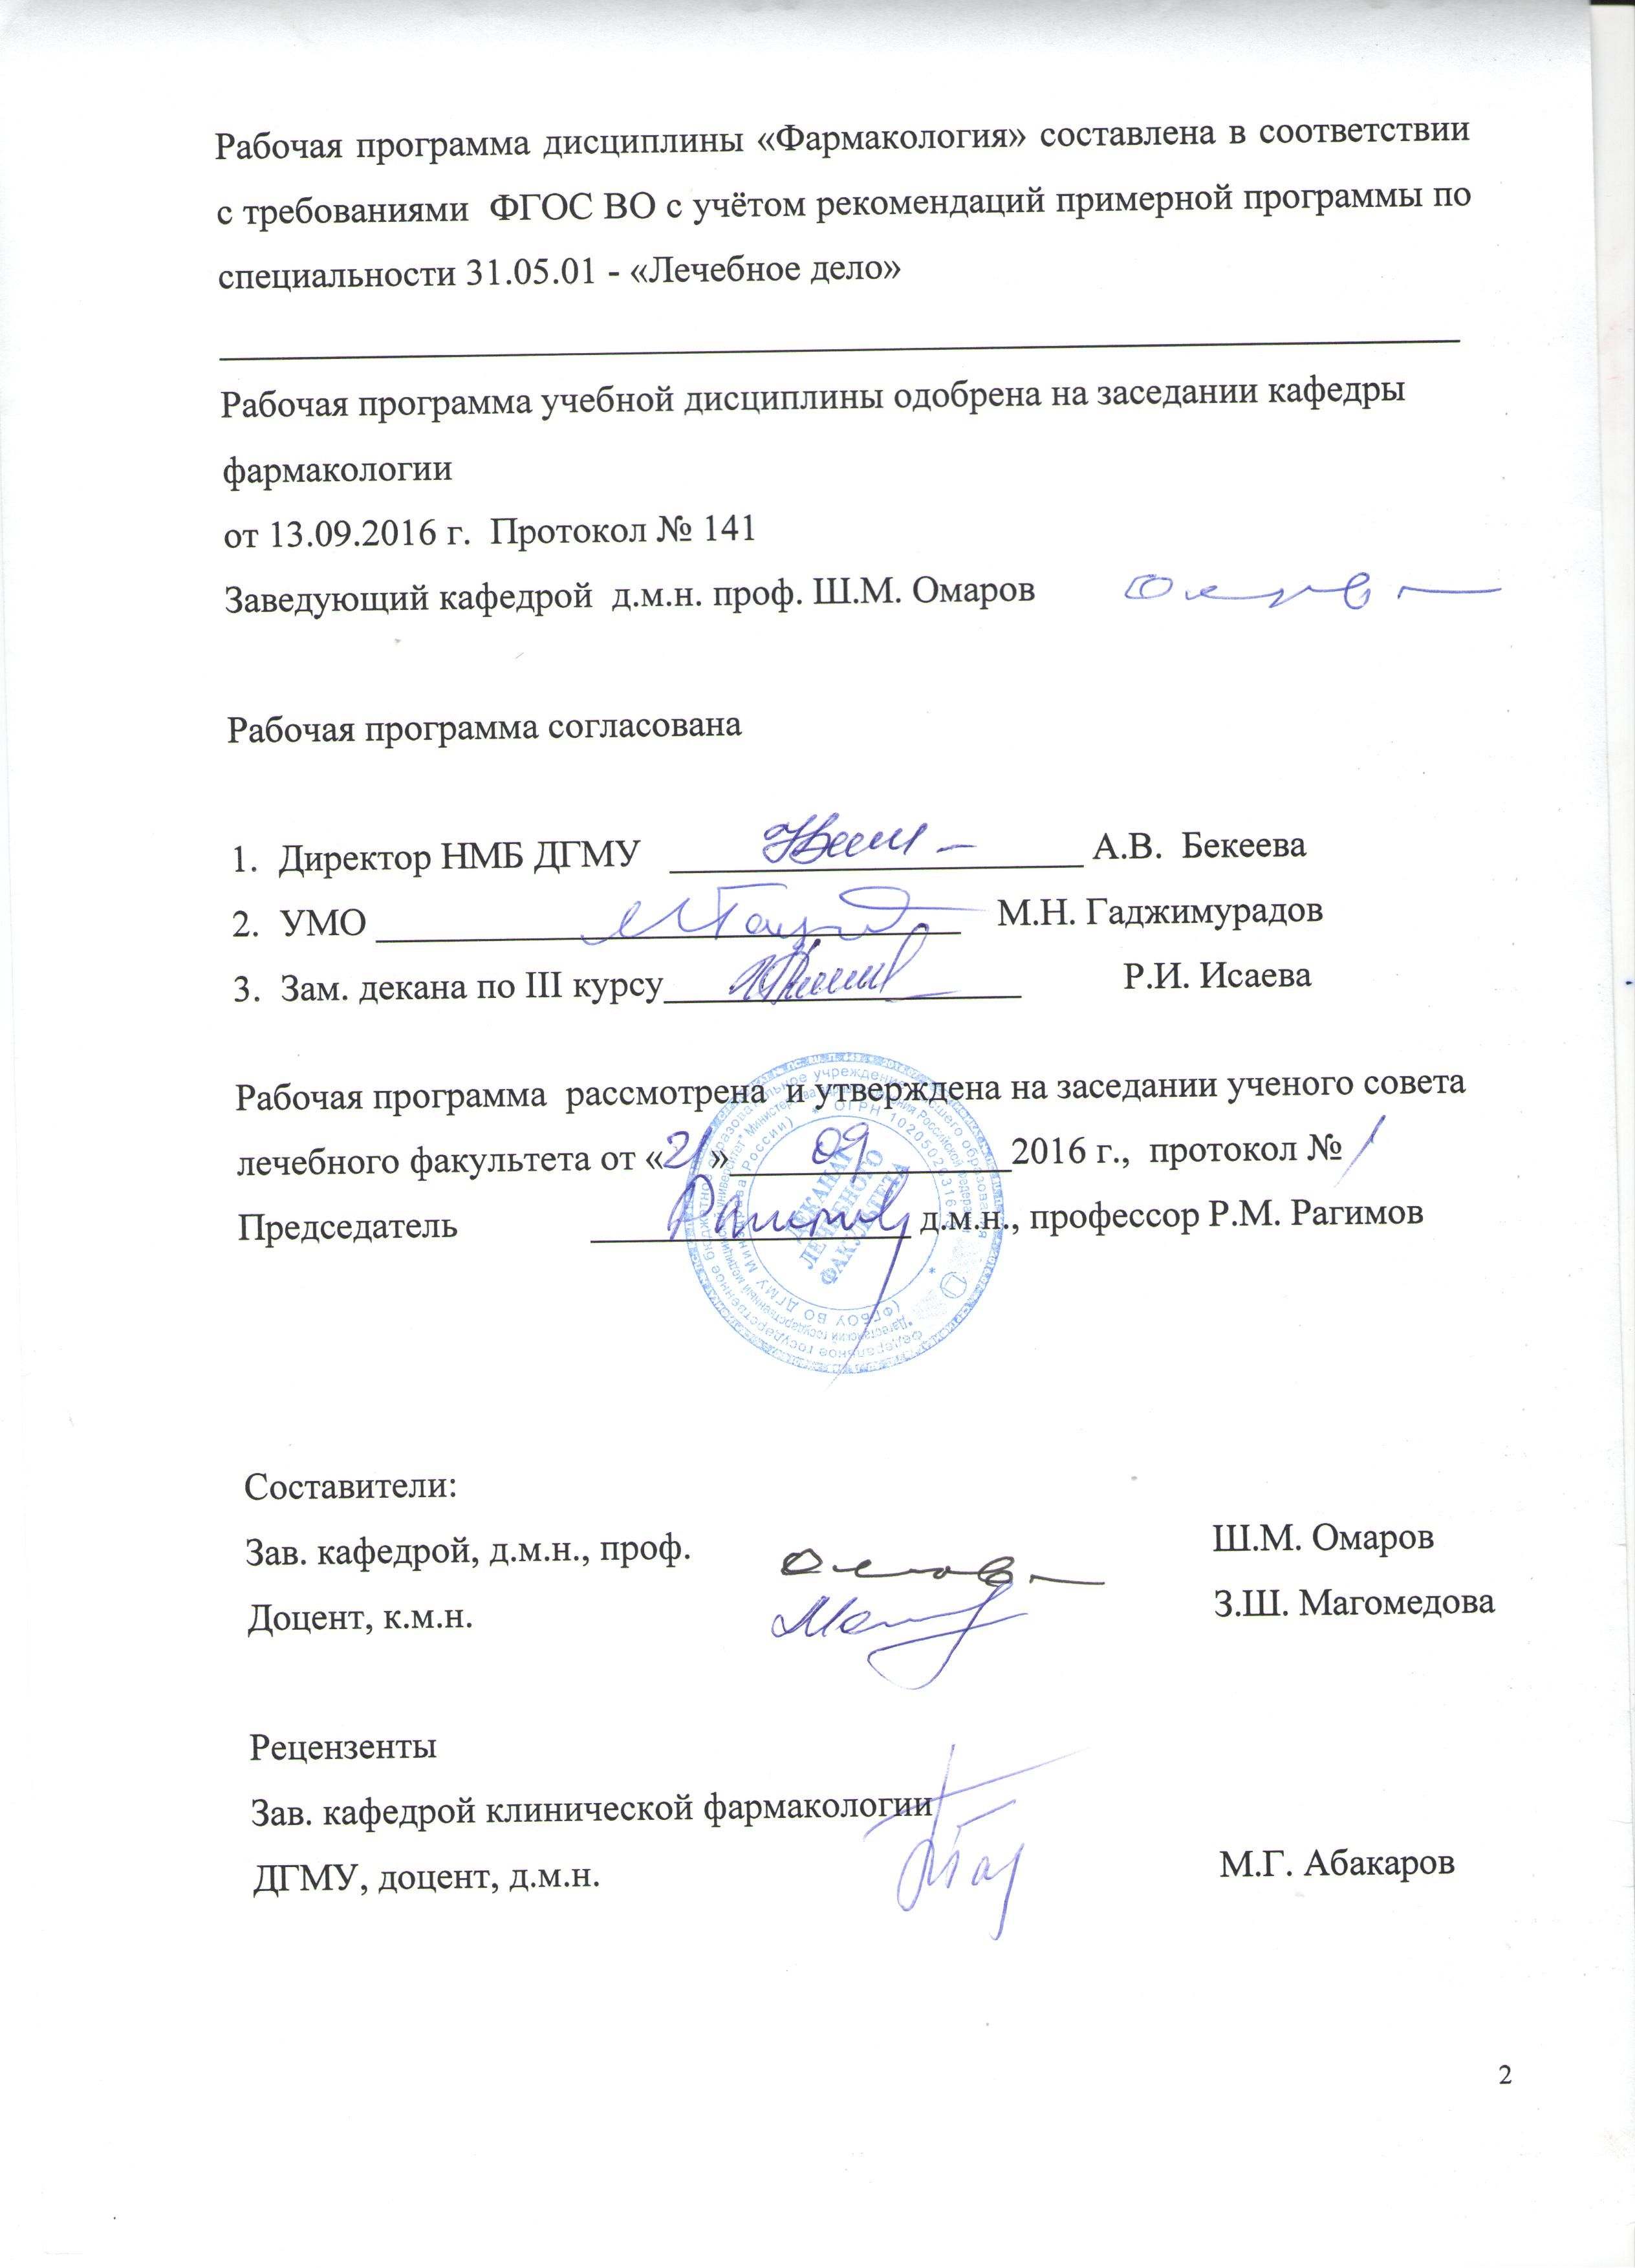 Рабочая программа дисциплины «Фармакология» составлена в соответствии
с требованиями ФГОС ВО с учётом рекомендаций примерной программы по
специальности 31.05.01 - «Лечебное дело»
Рабочая программа учебной дисциплины одобрена на заседании кафедры
фармакологии
от 13.09.2016 г. Протокол № 141
Заведующий кафедрой д.м.н. проф. Ш.М. Омаров
Рабочая программа согласована
1. Директор НМБ ДГМУ А.В. Бекеева
2. УМО М.Н. Гаджимурадов
3. Зам. декана по III курсу Р.И. Исаева
Рабочая программа рассмотрена и утверждена на заседании ученого совета
лечебного факультета от «21» 09 2016 г., протокол № 1
Председатель д.м.н., профессор Р.М. Рагимов
ДЕКАНАТ
ЛЕЧЕБНОГО
ФАКУЛЬТЕТА
Составители:
Зав. кафедрой, д.м.н., проф. Ш.М. Омаров
Доцент, к.м.н. З.Ш. Магомедова
Рецензенты
Зав. кафедрой клинической фармакологии
ДГМУ, доцент, д.м.н. М.Г. Абакаров
2